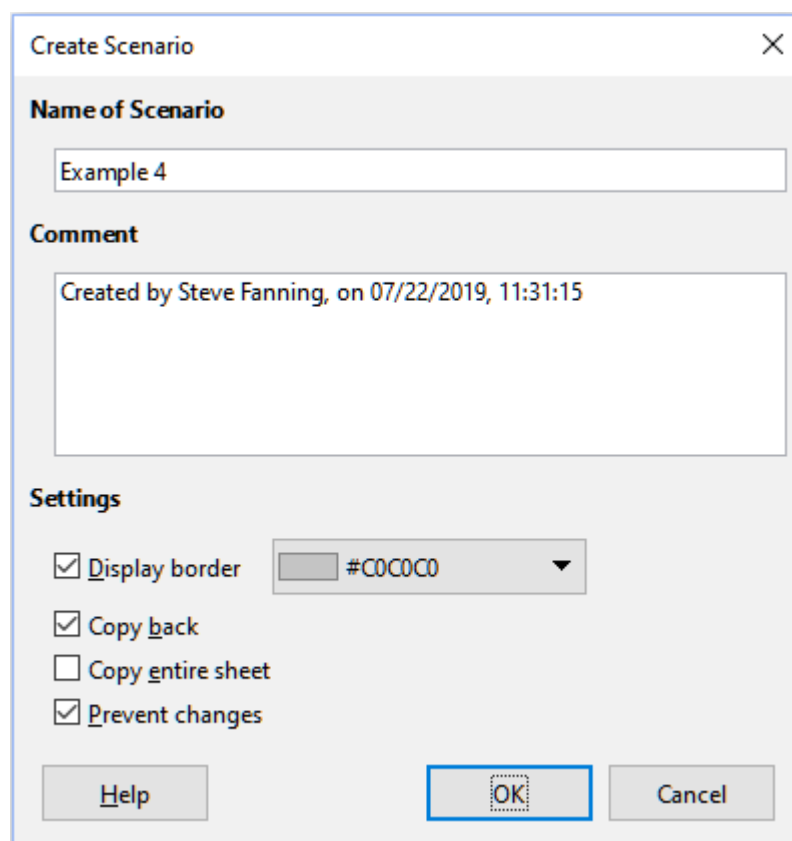 Create Scenario
Name of Scenario
Example 4
Comment
Created by Steve Fanning, on 07/22/2019, 11:31:15
Settings
Display border #C0C0C0
Copy back
Copy entire sheet
Prevent changes
Help OK Cancel